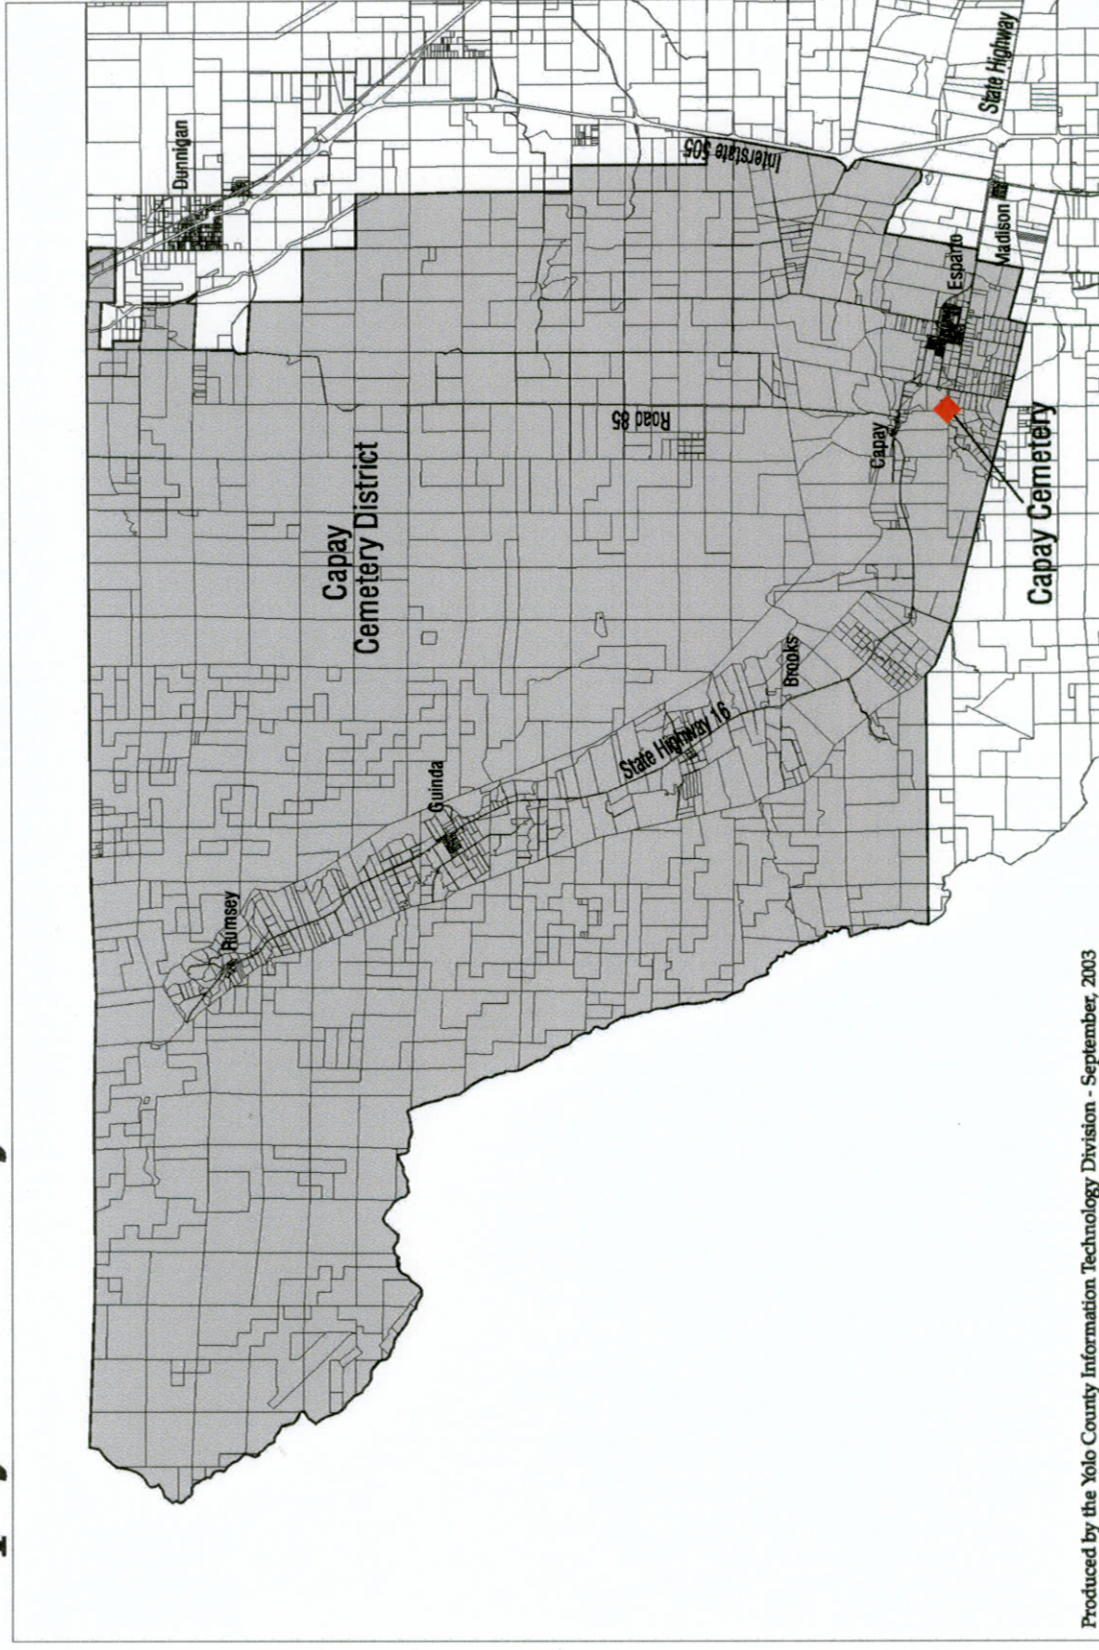 Rumsey
Guinda
Capay
Cemetery District
Dunnigan
State Highway 16
Road 85
Interstate 505
Brooks
Capay
Esparto
Madison
State Highway
Capay Cemetery
Produced by the Yolo County Information Technology Division - September, 2003